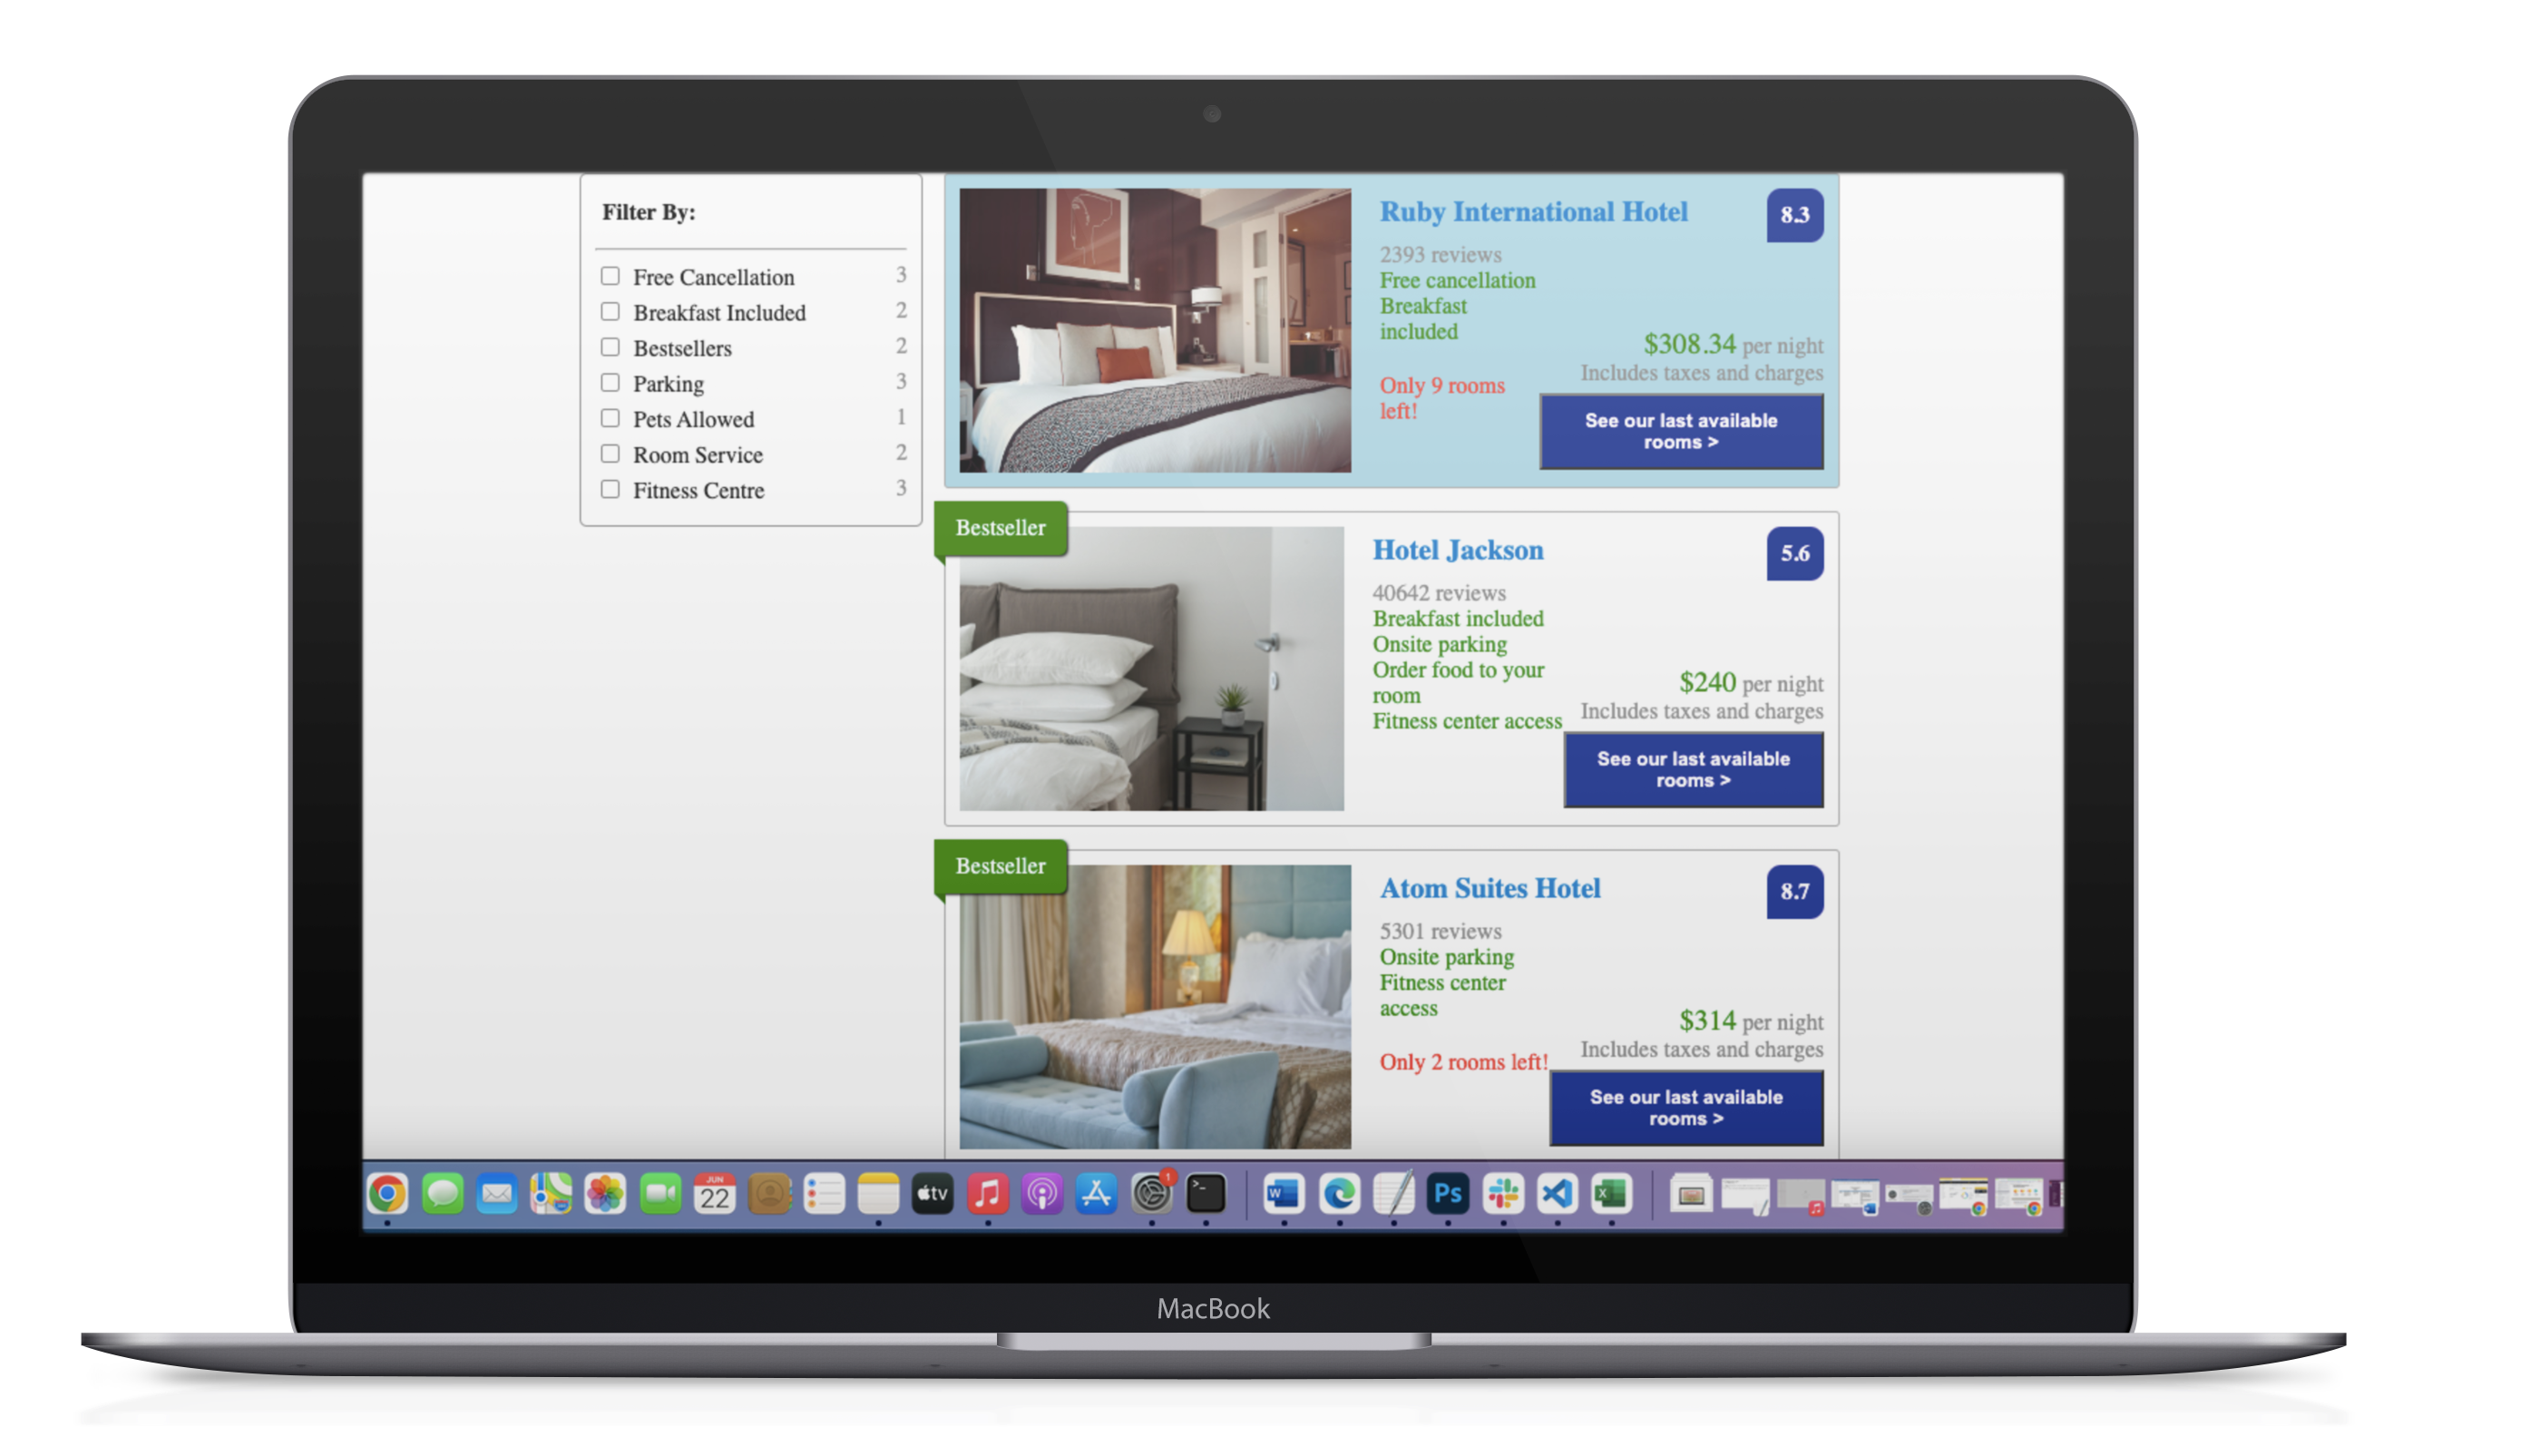 Filter By:
Free Cancellation 3
Breakfast Included 2
Bestsellers 2
Parking 3
Pets Allowed 1
Room Service 2
Fitness Centre 3
Ruby International Hotel
8.3
2393 reviews
Free cancellation
Breakfast
included
Only 9 rooms
left!
$308.34 per night
Includes taxes and charges
See our last available
rooms >
Bestseller
Hotel Jackson
5.6
40642 reviews
Breakfast included
Onsite parking
Order food to your
room
Fitness center access
$240 per night
Includes taxes and charges
See our last available
rooms >
Bestseller
Atom Suites Hotel
8.7
5301 reviews
Onsite parking
Fitness center
access
Only 2 rooms left!
$314 per night
Includes taxes and charges
See our last available
rooms >
JUN
22
tv
1
>_
W
Ps
X
MacBook